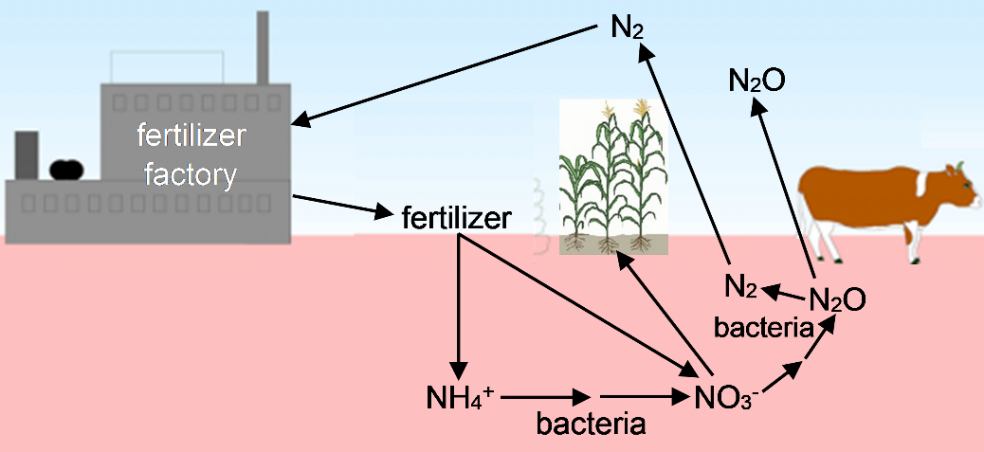 N₂
N₂O
fertilizer
factory
fertilizer
N₂
N₂O
bacteria
NH₄⁺
NO₃⁻
bacteria